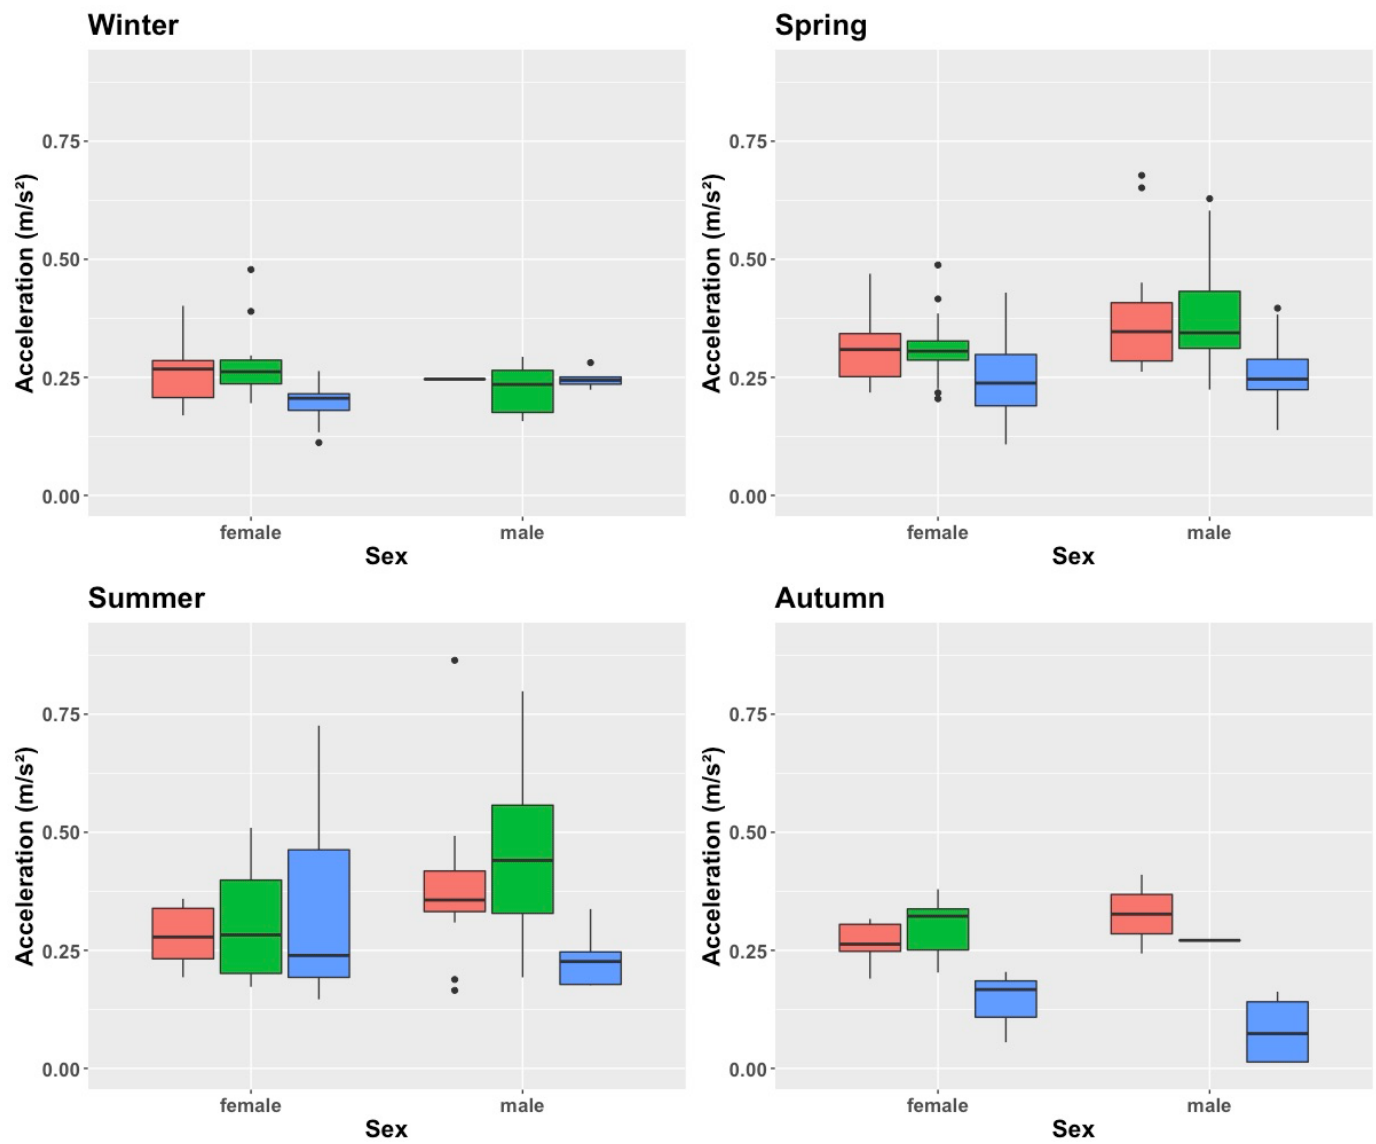 Winter
Acceleration (m/s²)
0.75
0.50
0.25
0.00
female
male
Sex
Spring
Acceleration (m/s²)
0.75
0.50
0.25
0.00
female
male
Sex
Summer
Acceleration (m/s²)
0.75
0.50
0.25
0.00
female
male
Sex
Autumn
Acceleration (m/s²)
0.75
0.50
0.25
0.00
female
male
Sex